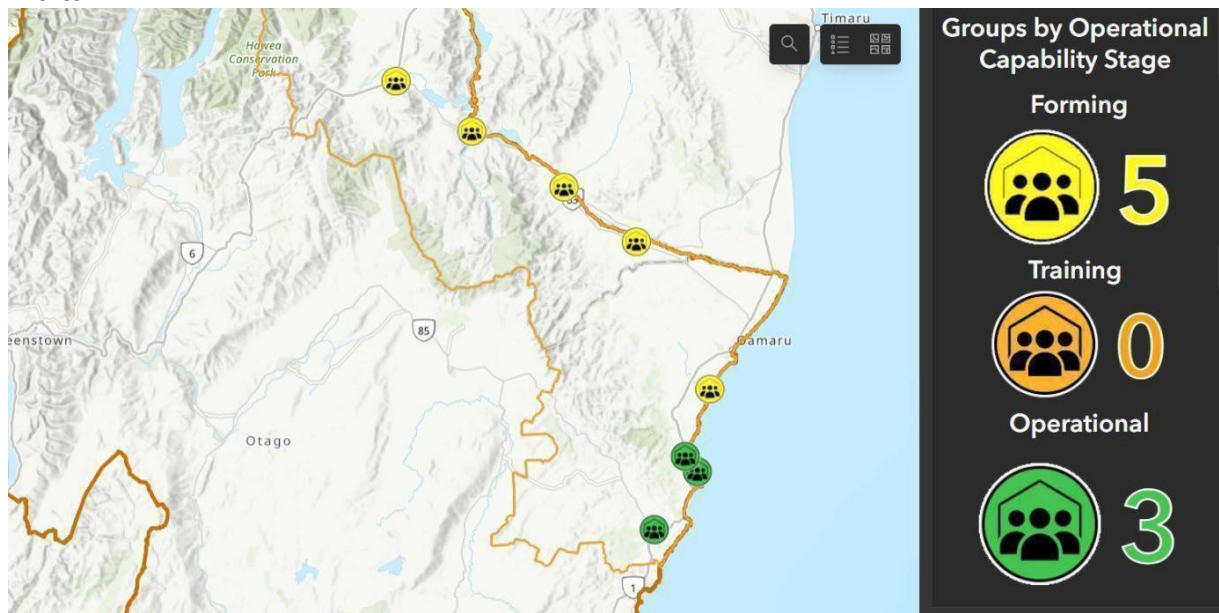 Timaru
Hawea
Conservation
Park
83
6
85
eenstown
Oamaru
Otago
1
Groups by Operational
Capability Stage
Forming
5
Training
0
Operational
3